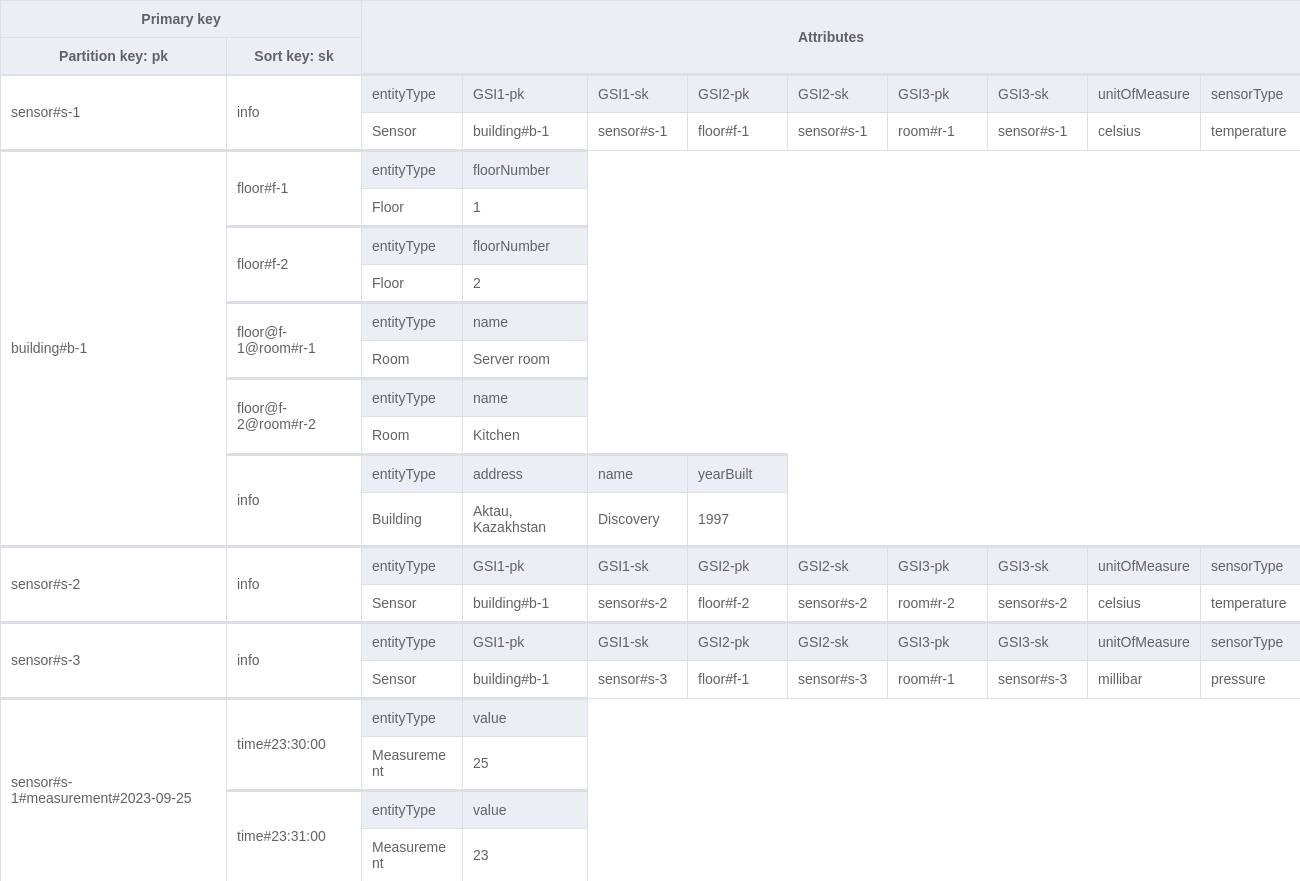 Primary key
Attributes
Partition key: pk Sort key: sk
entityType GSI1-pk GSI1-sk GSI2-pk GSI2-sk GSI3-pk GSI3-sk unitOfMeasure sensorType
sensor#s-1 info
Sensor building#b-1 sensor#s-1 floor#f-1 sensor#s-1 room#r-1 sensor#s-1 celsius temperature
building#b-1
floor#f-1
entityType floorNumber
Floor 1
floor#f-2
entityType floorNumber
Floor 2
floor@f-
1@room#r-1
entityType name
Room Server room
floor@f-
2@room#r-2
entityType name
Room Kitchen
info
entityType address name yearBuilt
Building Aktau,
Kazakhstan Discovery 1997
sensor#s-2 info
entityType GSI1-pk GSI1-sk GSI2-pk GSI2-sk GSI3-pk GSI3-sk unitOfMeasure sensorType
Sensor building#b-1 sensor#s-2 floor#f-2 sensor#s-2 room#r-2 sensor#s-2 celsius temperature
sensor#s-3 info
entityType GSI1-pk GSI1-sk GSI2-pk GSI2-sk GSI3-pk GSI3-sk unitOfMeasure sensorType
Sensor building#b-1 sensor#s-3 floor#f-1 sensor#s-3 room#r-1 sensor#s-3 millibar pressure
sensor#s-
1#measurement#2023-09-25
time#23:30:00
entityType value
Measureme
nt 25
time#23:31:00
entityType value
Measureme
nt 23